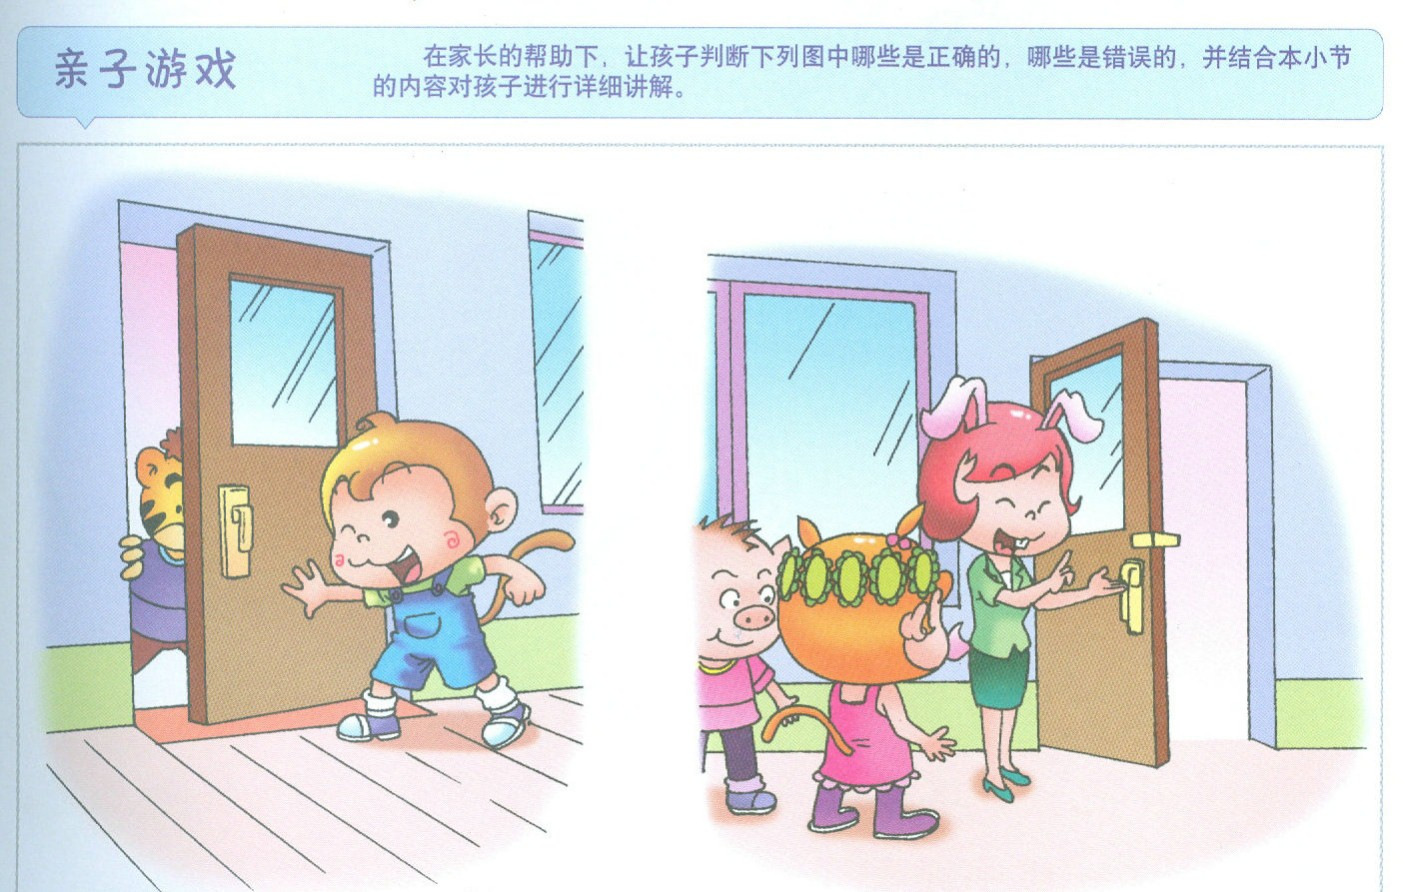 亲子游戏
在家长的帮助下，让孩子判断下列图中哪些是正确的，哪些是错误的，并结合本小节
的内容对孩子进行详细讲解。